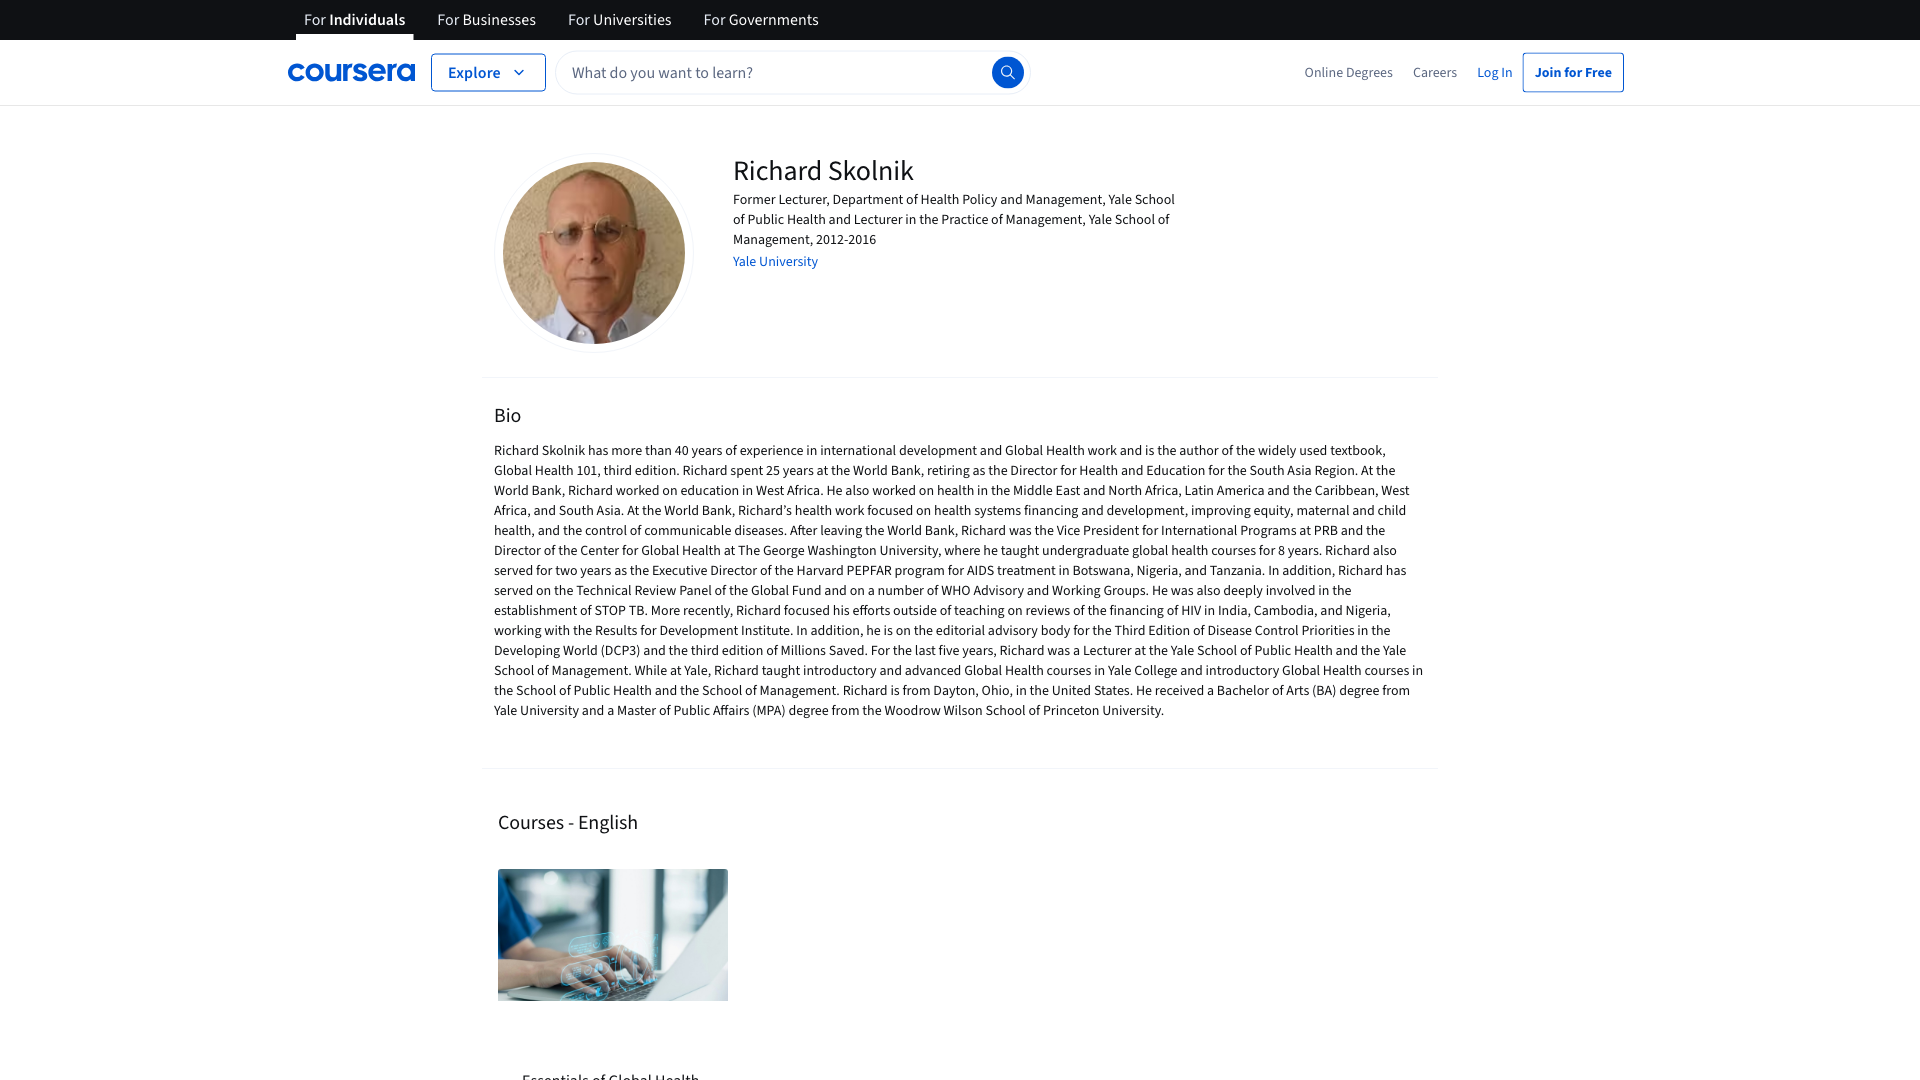 For Individuals
For Businesses
For Universities
For Governments
coursera
Explore
What do you want to learn?
Online Degrees
Careers
Log In
Join for Free
Richard Skolnik
Former Lecturer, Department of Health Policy and Management, Yale School
of Public Health and Lecturer in the Practice of Management, Yale School of
Management, 2012-2016
Yale University
Bio
Richard Skolnik has more than 40 years of experience in international development and Global Health work and is the author of the widely used textbook,
Global Health 101, third edition. Richard spent 25 years at the World Bank, retiring as the Director for Health and Education for the South Asia Region. At the
World Bank, Richard worked on education in West Africa. He also worked on health in the Middle East and North Africa, Latin America and the Caribbean, West
Africa, and South Asia. At the World Bank, Richard’s health work focused on health systems financing and development, improving equity, maternal and child
health, and the control of communicable diseases. After leaving the World Bank, Richard was the Vice President for International Programs at PRB and the
Director of the Center for Global Health at The George Washington University, where he taught undergraduate global health courses for 8 years. Richard also
served for two years as the Executive Director of the Harvard PEPFAR program for AIDS treatment in Botswana, Nigeria, and Tanzania. In addition, Richard has
served on the Technical Review Panel of the Global Fund and on a number of WHO Advisory and Working Groups. He was also deeply involved in the
establishment of STOP TB. More recently, Richard focused his efforts outside of teaching on reviews of the financing of HIV in India, Cambodia, and Nigeria,
working with the Results for Development Institute. In addition, he is on the editorial advisory body for the Third Edition of Disease Control Priorities in the
Developing World (DCP3) and the third edition of Millions Saved. For the last five years, Richard was a Lecturer at the Yale School of Public Health and the Yale
School of Management. While at Yale, Richard taught introductory and advanced Global Health courses in Yale College and introductory Global Health courses in
the School of Public Health and the School of Management. Richard is from Dayton, Ohio, in the United States. He received a Bachelor of Arts (BA) degree from
Yale University and a Master of Public Affairs (MPA) degree from the Woodrow Wilson School of Princeton University.
Courses - English
Essentials of Global Health